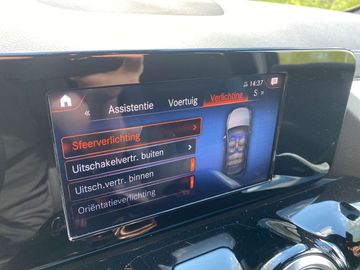 14:37
« Assistentie Voertuig Verlichting S »
Sfeerverlichting >
Uitschakelvertr. buiten >
Uitsch.vertr. binnen
Oriëntatieverlichting